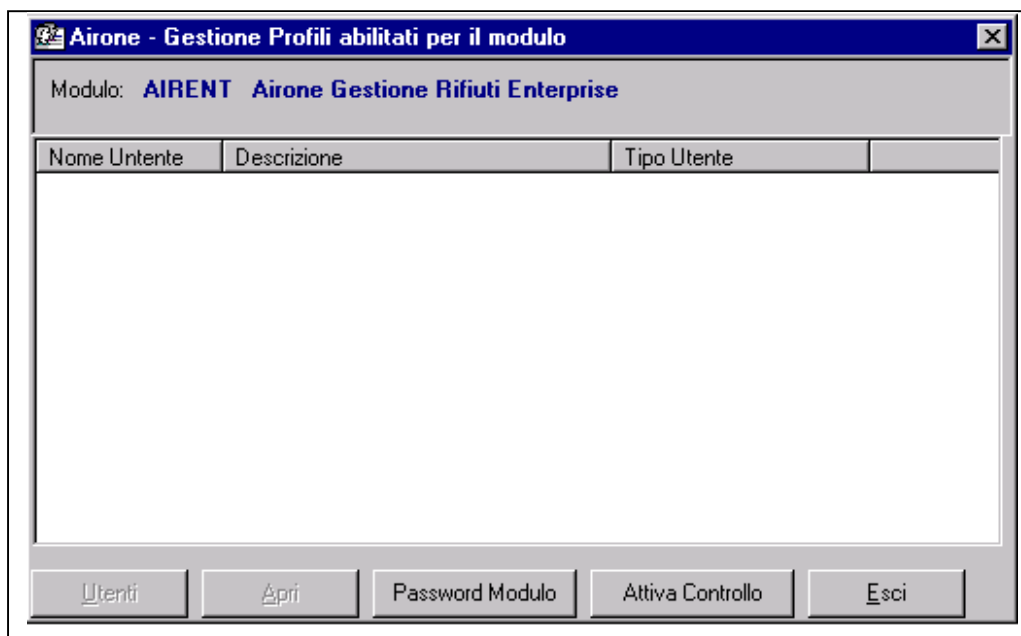 Airone - Gestione Profili abilitati per il modulo
Modulo: AIRENT Airone Gestione Rifiuti Enterprise
Nome Untente Descrizione Tipo Utente
Utenti Apri Password Modulo Attiva Controllo Esci